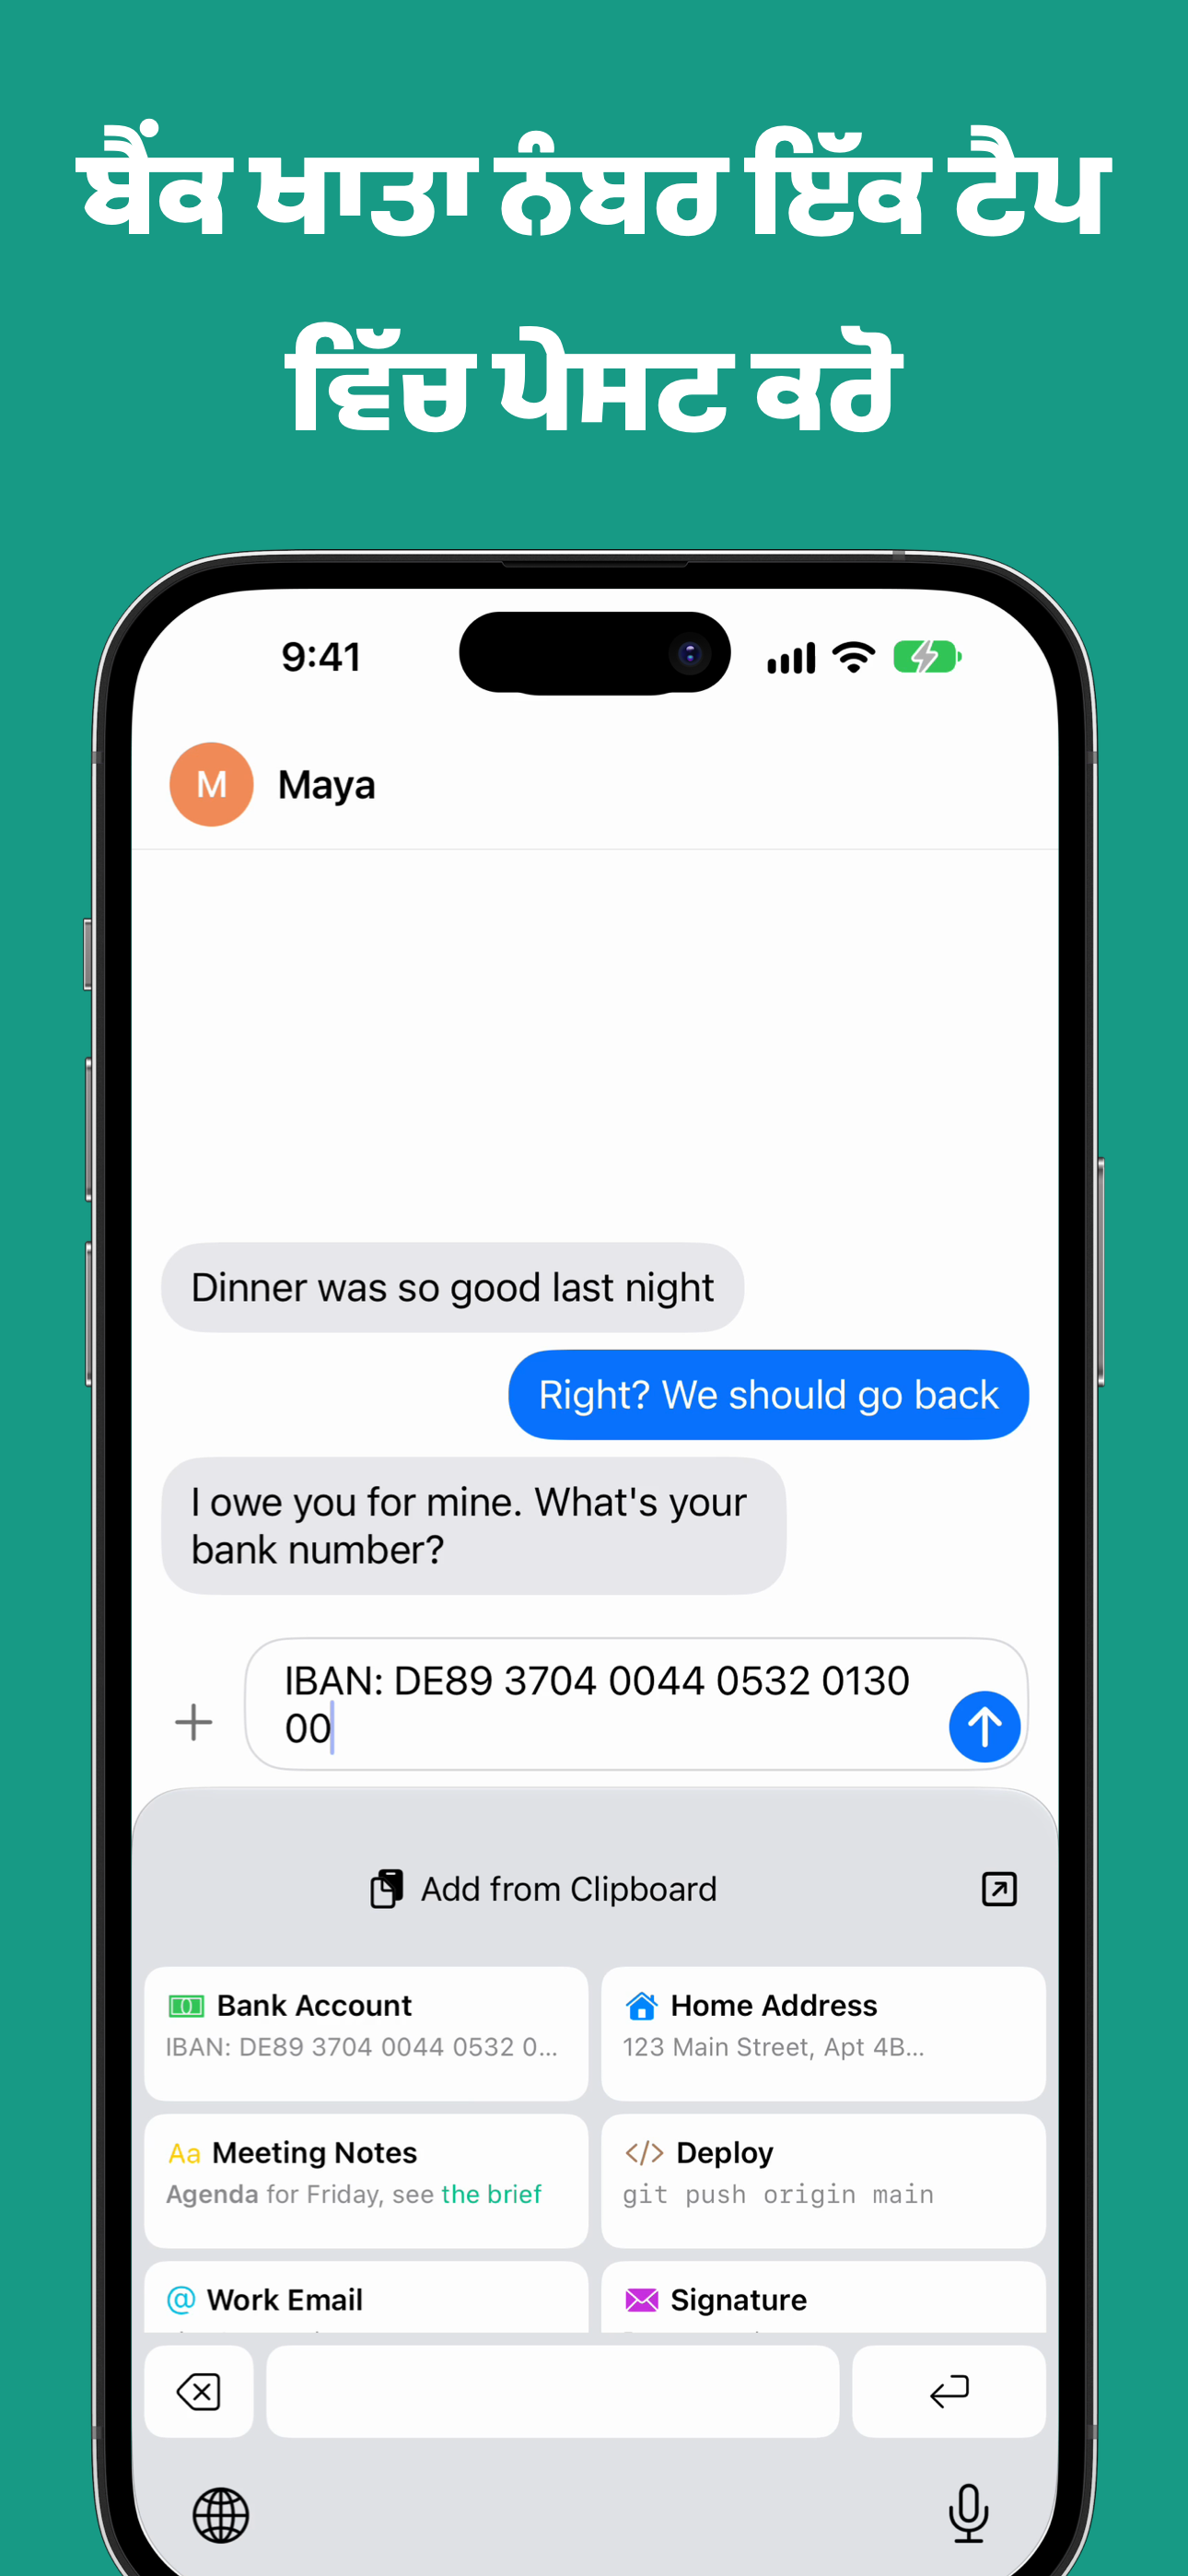 ਬੈਂਕ ਖਾਤਾ ਨੰਬਰ ਇੱਕ ਟੈਪ
ਵਿੱਚ ਪੇਸਟ ਕਰੋ
9:41
M Maya
Dinner was so good last night
Right? We should go back
I owe you for mine. What's your
bank number?
IBAN: DE89 3704 0044 0532 0130
00
Add from Clipboard
Bank Account
IBAN: DE89 3704 0044 0532 0...
Home Address
123 Main Street, Apt 4B...
Aa Meeting Notes
Agenda for Friday, see the brief
</> Deploy
git push origin main
@ Work Email
Signature